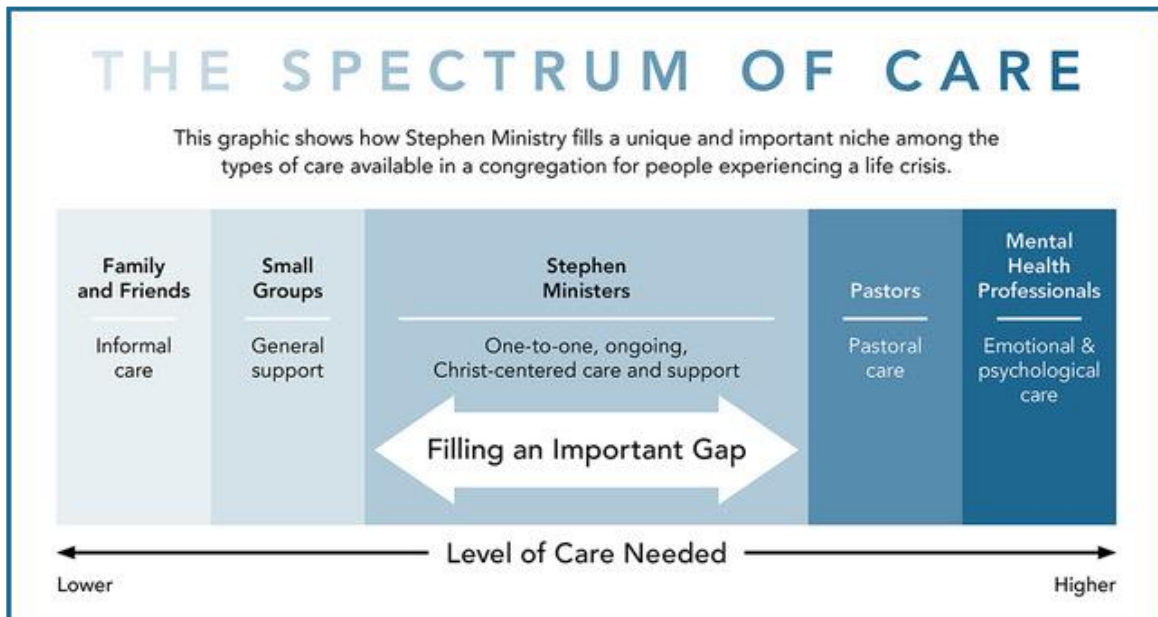 THE SPECTRUM OF CARE
This graphic shows how Stephen Ministry fills a unique and important niche among the
types of care available in a congregation for people experiencing a life crisis.
Family
and Friends
Informal
care
Small
Groups
General
support
Stephen
Ministers
One-to-one, ongoing,
Christ-centered care and support
Filling an Important Gap
Pastors
Pastoral
care
Mental
Health
Professionals
Emotional &
psychological
care
Level of Care Needed
Lower
Higher